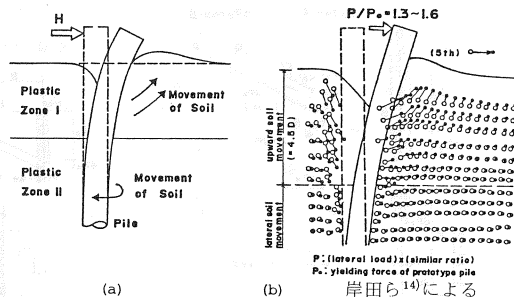 H
Plastic
Zone I
Movement
of Soil
Plastic
Zone II
Movement
of Soil
Pile
(a)
P/Pₒ=1.3~1.6
(5th)
upward soil
movement
(=4.5D)
lateral soil
movement
P:(lateral load)x(similar ratio)
Pₒ:yielding force of prototype pile
(b)
岸田ら¹⁴⁾による